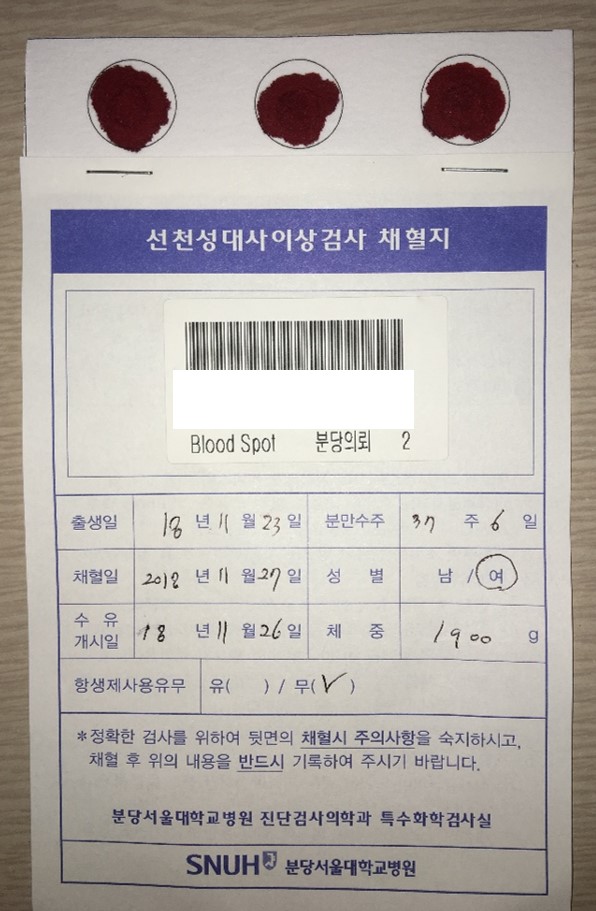 선천성대사이상검사 채혈지
Blood Spot 분당의뢰 2
출생일 18 년 11 월 23 일 분만수주 37 주 6 일
채혈일 2018 년 11 월 27 일 성 별 남 / 여
수 유 개시일 18 년 11 월 26 일 체 중 1900 g
항생제사용유무 유( ) / 무(V)
*정확한 검사를 위하여 뒷면의 채혈시 주의사항을 숙지하시고,
채혈 후 위의 내용을 반드시 기록하여 주시기 바랍니다.
분당서울대학교병원 진단검사의학과 특수화학검사실
SNUH 분당서울대학교병원